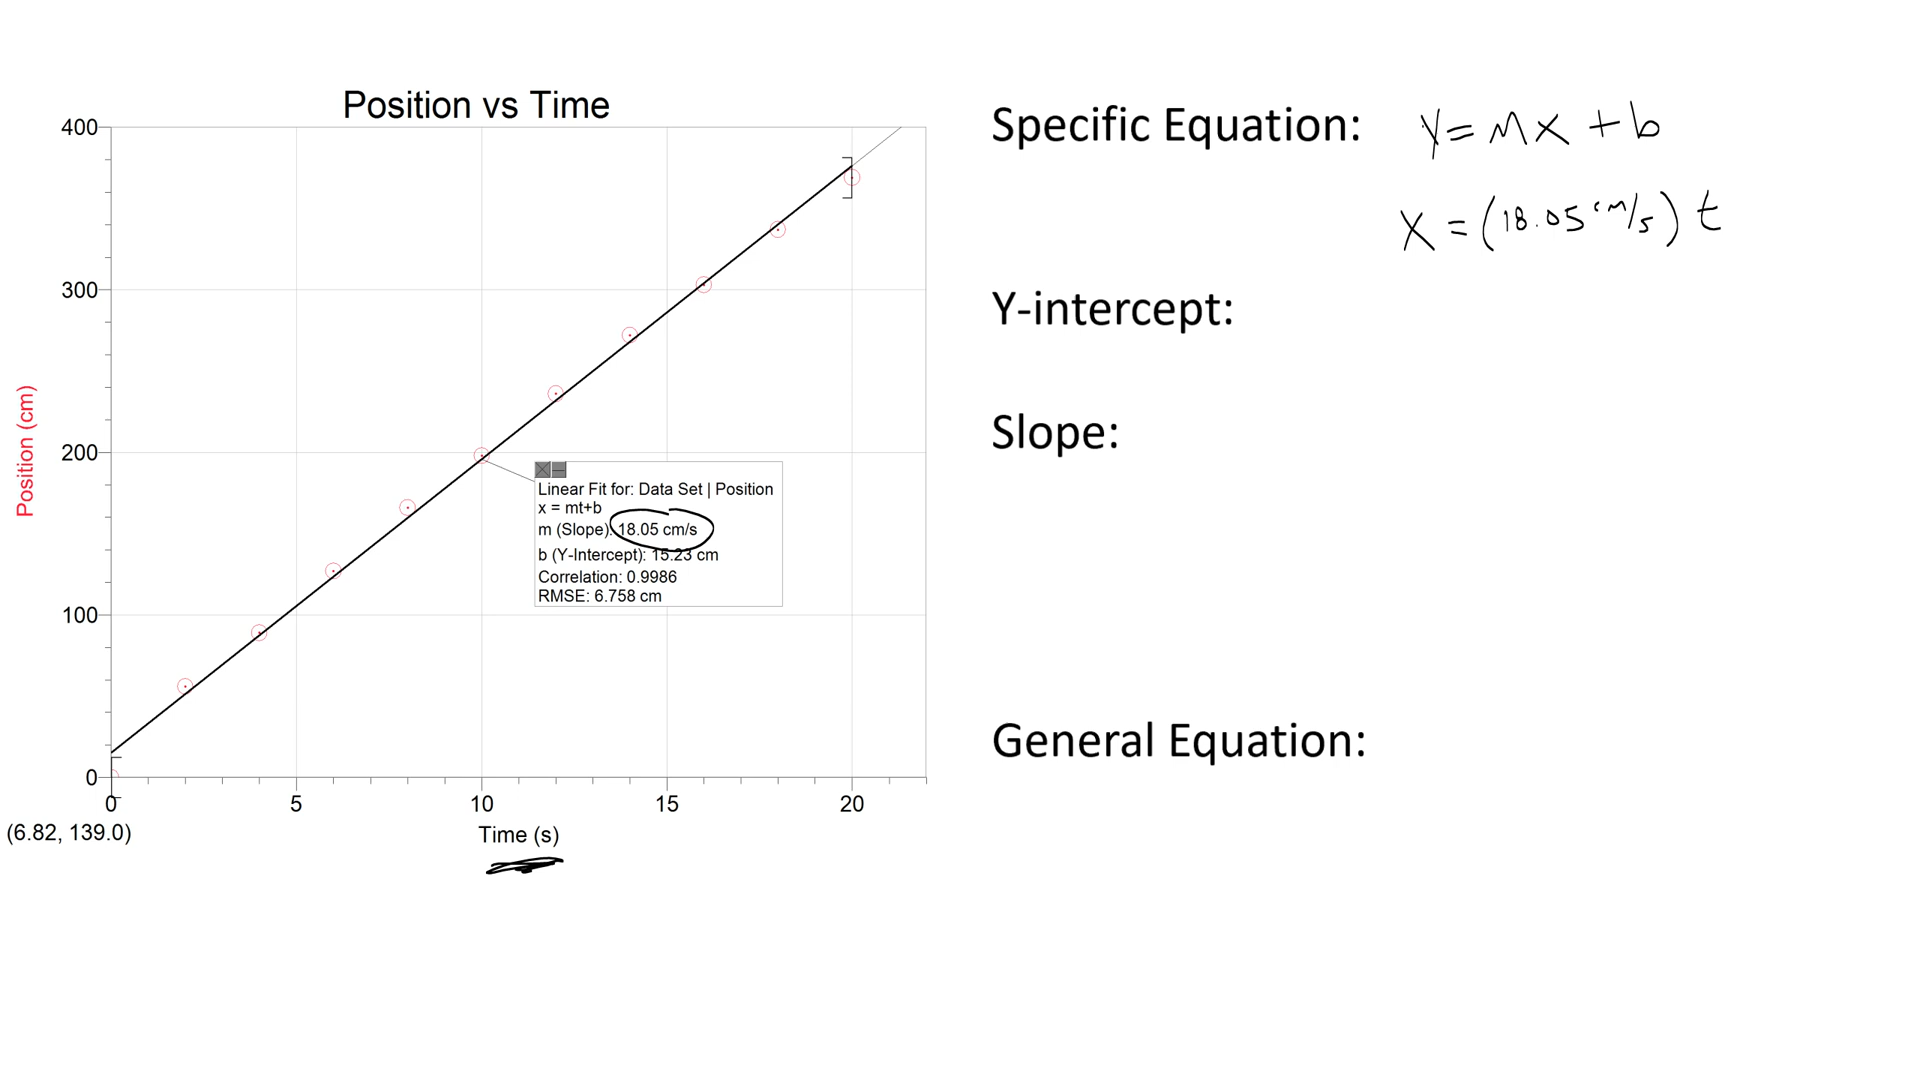 Position vs Time
400
300
200
100
0
Position (cm)
0 5 10 15 20
(6.82, 139.0)
Time (s)
Linear Fit for: Data Set | Position
x = mt+b
m (Slope): 18.05 cm/s
b (Y-Intercept): 15.23 cm
Correlation: 0.9986
RMSE: 6.758 cm
Specific Equation: y = mx + b
x = (18.05 cm/s) t
Y-intercept:
Slope:
General Equation: